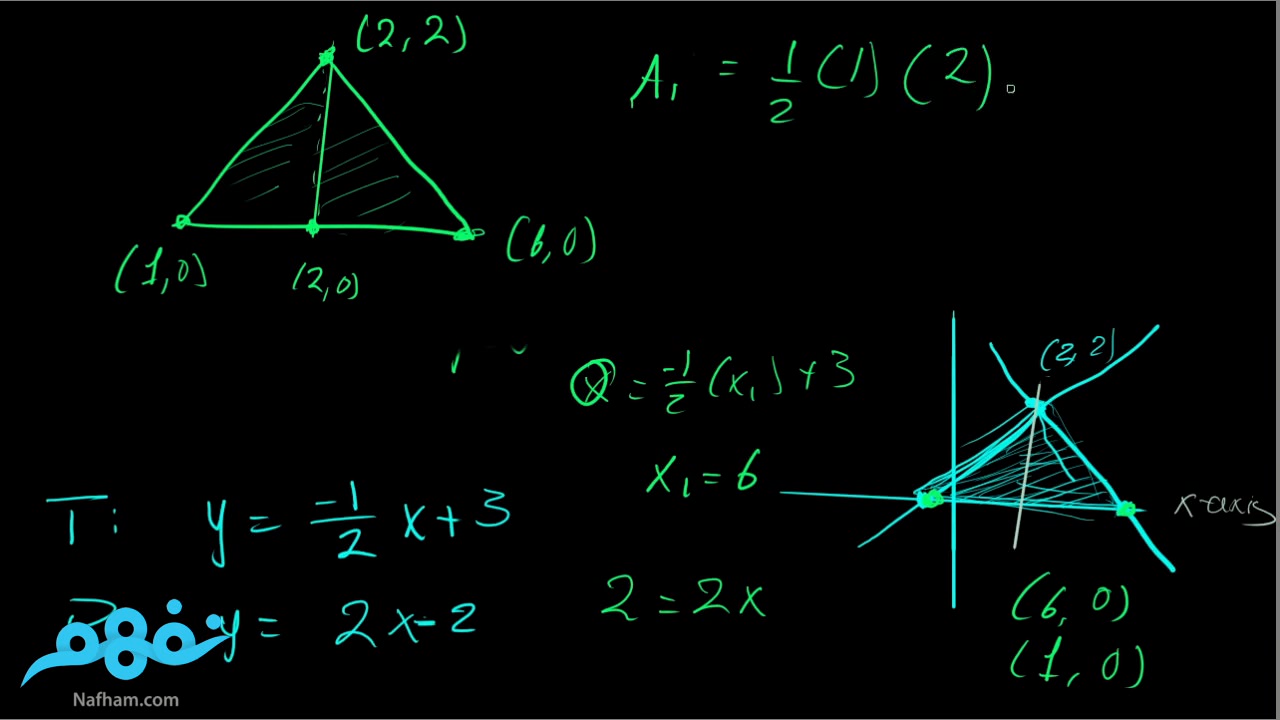 (2, 2)
A₁ = 1/2 (1) (2)
(1,0)
(2,0)
(6,0)
= -1/2 (x₁) + 3
(2, 2)
x₁ = 6
x-axis
T: y = -1/2 x + 3
2 = 2x
(6, 0)
y = 2x - 2
(1, 0)
نفهم
Nafham.com